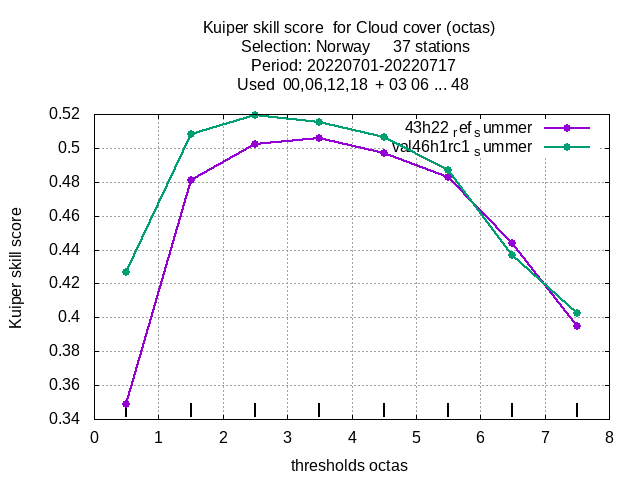 Kuiper skill score  for Cloud cover (octas)
Selection: Norway     37 stations
Period: 20220701-20220717
Used  00,06,12,18  + 03 06 ... 48
0.52
0.5
0.48
0.46
0.44
0.42
0.4
0.38
0.36
0.34
Kuiper skill score
43h22 ref summer
val46h1rc1 summer
0 1 2 3 4 5 6 7 8
thresholds octas